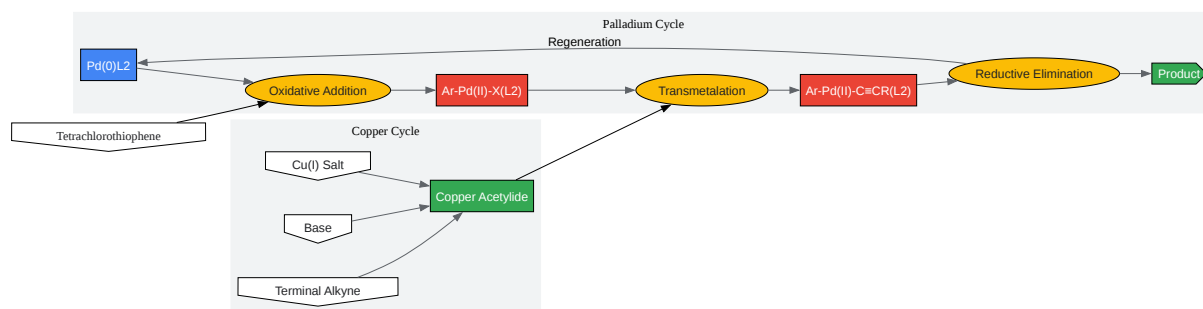 Palladium Cycle
Regeneration
Pd(0)L2
Oxidative Addition
Ar-Pd(II)-X(L2)
Transmetalation
Ar-Pd(II)-C≡CR(L2)
Reductive Elimination
Product
Tetrachlorothiophene
Copper Cycle
Cu(I) Salt
Copper Acetylide
Base
Terminal Alkyne